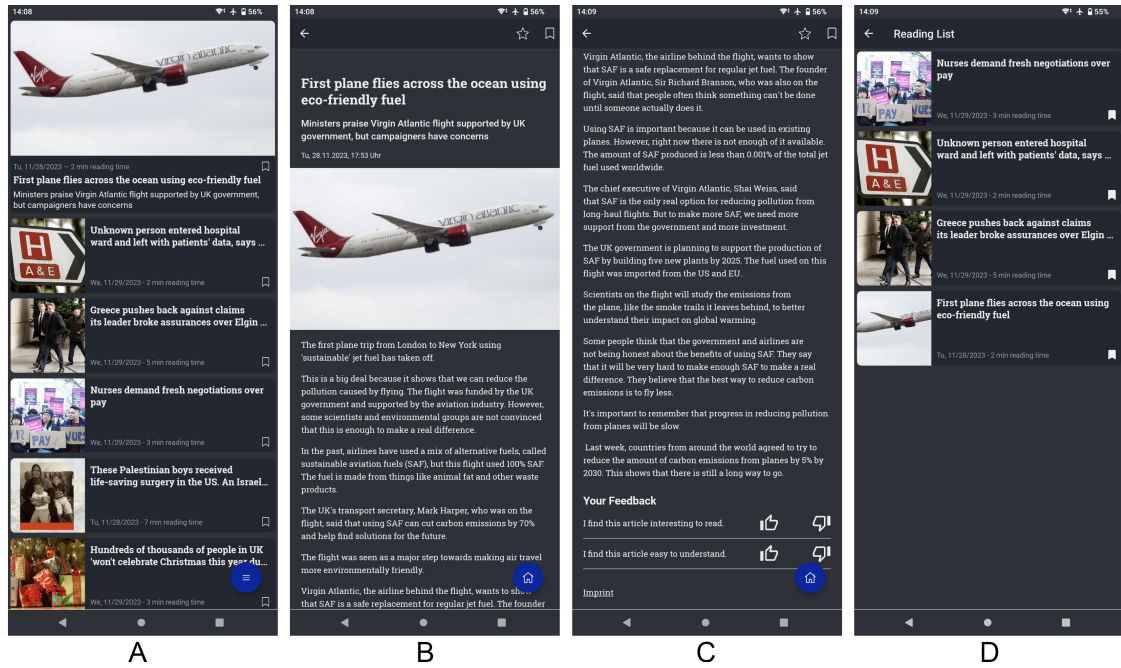 14:08
56%
Virgin
virgin atlantic
Tu, 11/28/2023 — 2 min reading time
First plane flies across the ocean using eco-friendly fuel
Ministers praise Virgin Atlantic flight supported by UK government,
but campaigners have concerns
H
A&E
Unknown person entered hospital
ward and left with patients' data, says ...
We, 11/29/2023 - 2 min reading time
Greece pushes back against claims
its leader broke assurances over Elgin ...
We, 11/29/2023 - 5 min reading time
PAY
Nurses demand fresh negotiations over
pay
We, 11/29/2023 - 3 min reading time
These Palestinian boys received
life-saving surgery in the US. An Israel...
Tu, 11/28/2023 - 7 min reading time
Hundreds of thousands of people in UK
'won't celebrate Christmas this year du...
We, 11/29/2023 - 3 min reading time
A
14:08
56%
First plane flies across the ocean using
eco-friendly fuel
Ministers praise Virgin Atlantic flight supported by UK
government, but campaigners have concerns
Tu, 28.11.2023, 17:53 Uhr
Virgin
virgin atlantic
The first plane trip from London to New York using
'sustainable' jet fuel has taken off.
This is a big deal because it shows that we can reduce the
pollution caused by flying. The flight was funded by the UK
government and supported by the aviation industry. However,
some scientists and environmental groups are not convinced
that this is enough to make a real difference.
In the past, airlines have used a mix of alternative fuels, called
sustainable aviation fuels (SAF), but this flight used 100% SAF.
The fuel is made from things like animal fat and other waste
products.
The UK's transport secretary, Mark Harper, who was on the
flight, said that using SAF can cut carbon emissions by 70%
and help find solutions for the future.
The flight was seen as a major step towards making air travel
more environmentally friendly.
Virgin Atlantic, the airline behind the flight, wants to show
that SAF is a safe replacement for regular jet fuel. The founder
B
14:09
56%
Virgin Atlantic, the airline behind the flight, wants to show
that SAF is a safe replacement for regular jet fuel. The founder
of Virgin Atlantic, Sir Richard Branson, who was also on the
flight, said that people often think something can't be done
until someone actually does it.
Using SAF is important because it can be used in existing
planes. However, right now there is not enough of it available.
The amount of SAF produced is less than 0.001% of the total jet
fuel used worldwide.
The chief executive of Virgin Atlantic, Shai Weiss, said
that SAF is the only real option for reducing pollution from
long-haul flights. But to make more SAF, we need more
support from the government and more investment.
The UK government is planning to support the production of
SAF by building five new plants by 2025. The fuel used on this
flight was imported from the US and EU.
Scientists on the flight will study the emissions from
the plane, like the smoke trails it leaves behind, to better
understand their impact on global warming.
Some people think that the government and airlines are
not being honest about the benefits of using SAF. They say
that it will be very hard to make enough SAF to make a real
difference. They believe that the best way to reduce carbon
emissions is to fly less.
It's important to remember that progress in reducing pollution
from planes will be slow.
Last week, countries from around the world agreed to try to
reduce the amount of carbon emissions from planes by 5% by
2030. This shows that there is still a long way to go.
Your Feedback
I find this article interesting to read.
I find this article easy to understand.
Imprint
C
14:09
55%
Reading List
PAY
Nurses demand fresh negotiations over
pay
We, 11/29/2023 - 3 min reading time
H
A&E
Unknown person entered hospital
ward and left with patients' data, says ...
We, 11/29/2023 - 2 min reading time
Greece pushes back against claims
its leader broke assurances over Elgin ...
We, 11/29/2023 - 5 min reading time
First plane flies across the ocean using
eco-friendly fuel
Tu, 11/28/2023 - 2 min reading time
D